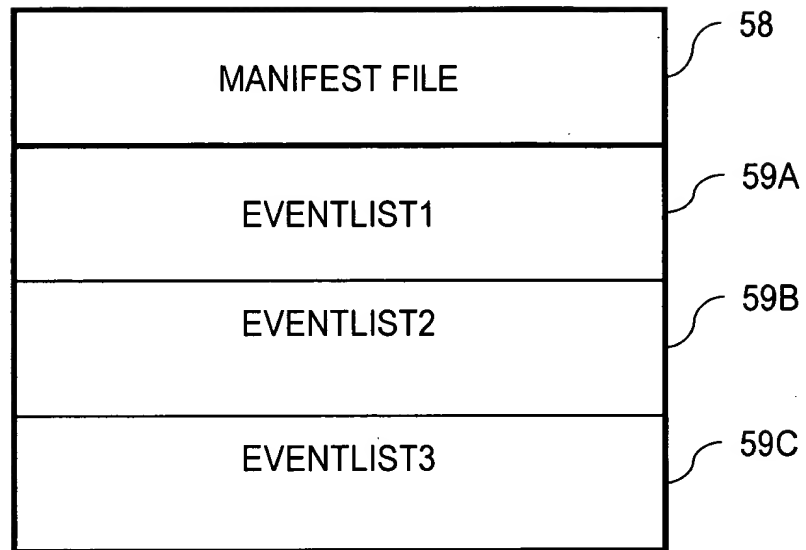 58
MANIFEST FILE
59A
EVENTLIST1
59B
EVENTLIST2
59C
EVENTLIST3